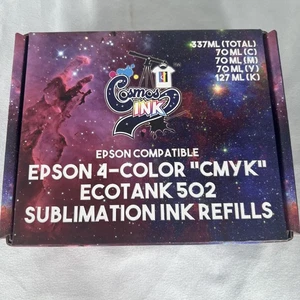 337ML (TOTAL)
70 ML (C)
70 ML (M)
70 ML (Y)
127 ML (K)
Cosmos
INK
EPSON COMPATIBLE
EPSON 4-COLOR "CMYK"
ECOTANK 502
SUBLIMATION INK REFILLS